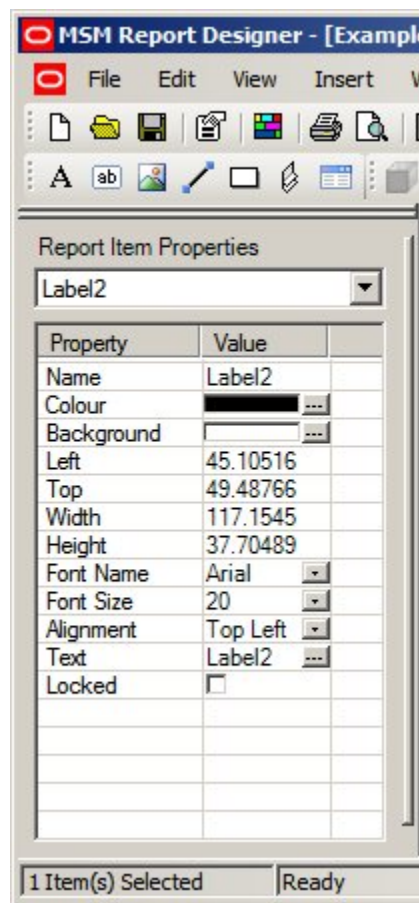 MSM Report Designer - [Exampl
File Edit View Insert
A ab
Report Item Properties
Label2
Property Value
Name Label2
Colour ...
Background ...
Left 45.10516
Top 49.48766
Width 117.1545
Height 37.70489
Font Name Arial
Font Size 20
Alignment Top Left
Text Label2 ...
Locked
1 Item(s) Selected Ready